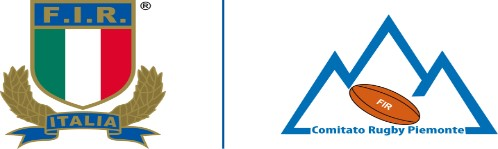 F.I.R.
®
ITALIA
FIR
Comitato Rugby Piemonte